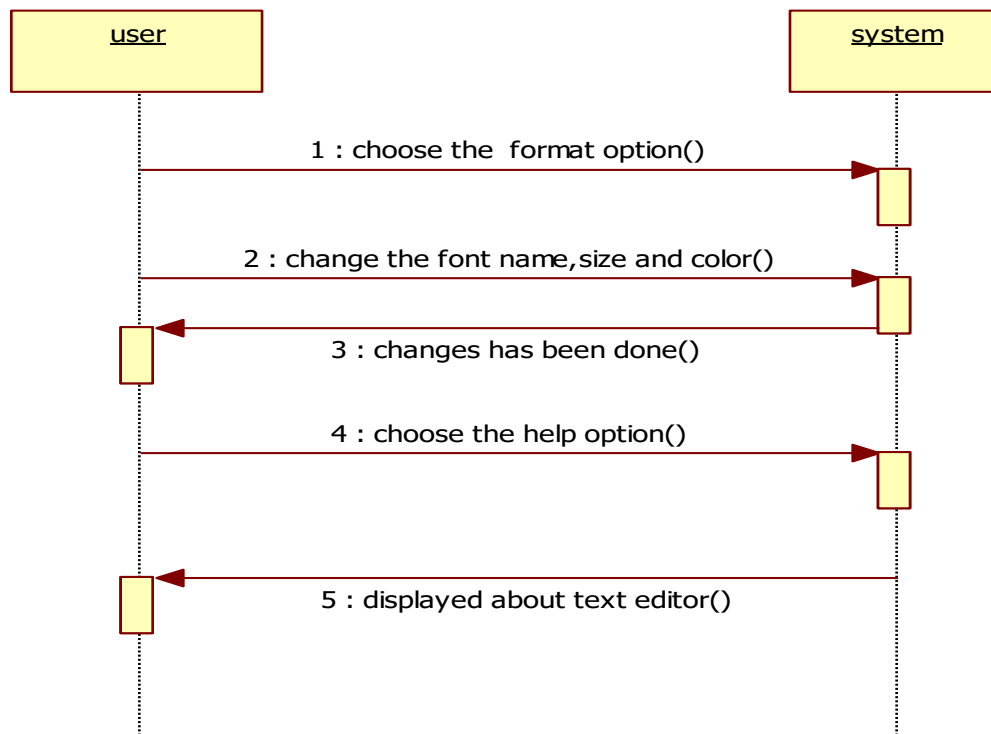 user
system
1 : choose the  format option()
2 : change the font name,size and color()
3 : changes has been done()
4 : choose the help option()
5 : displayed about text editor()